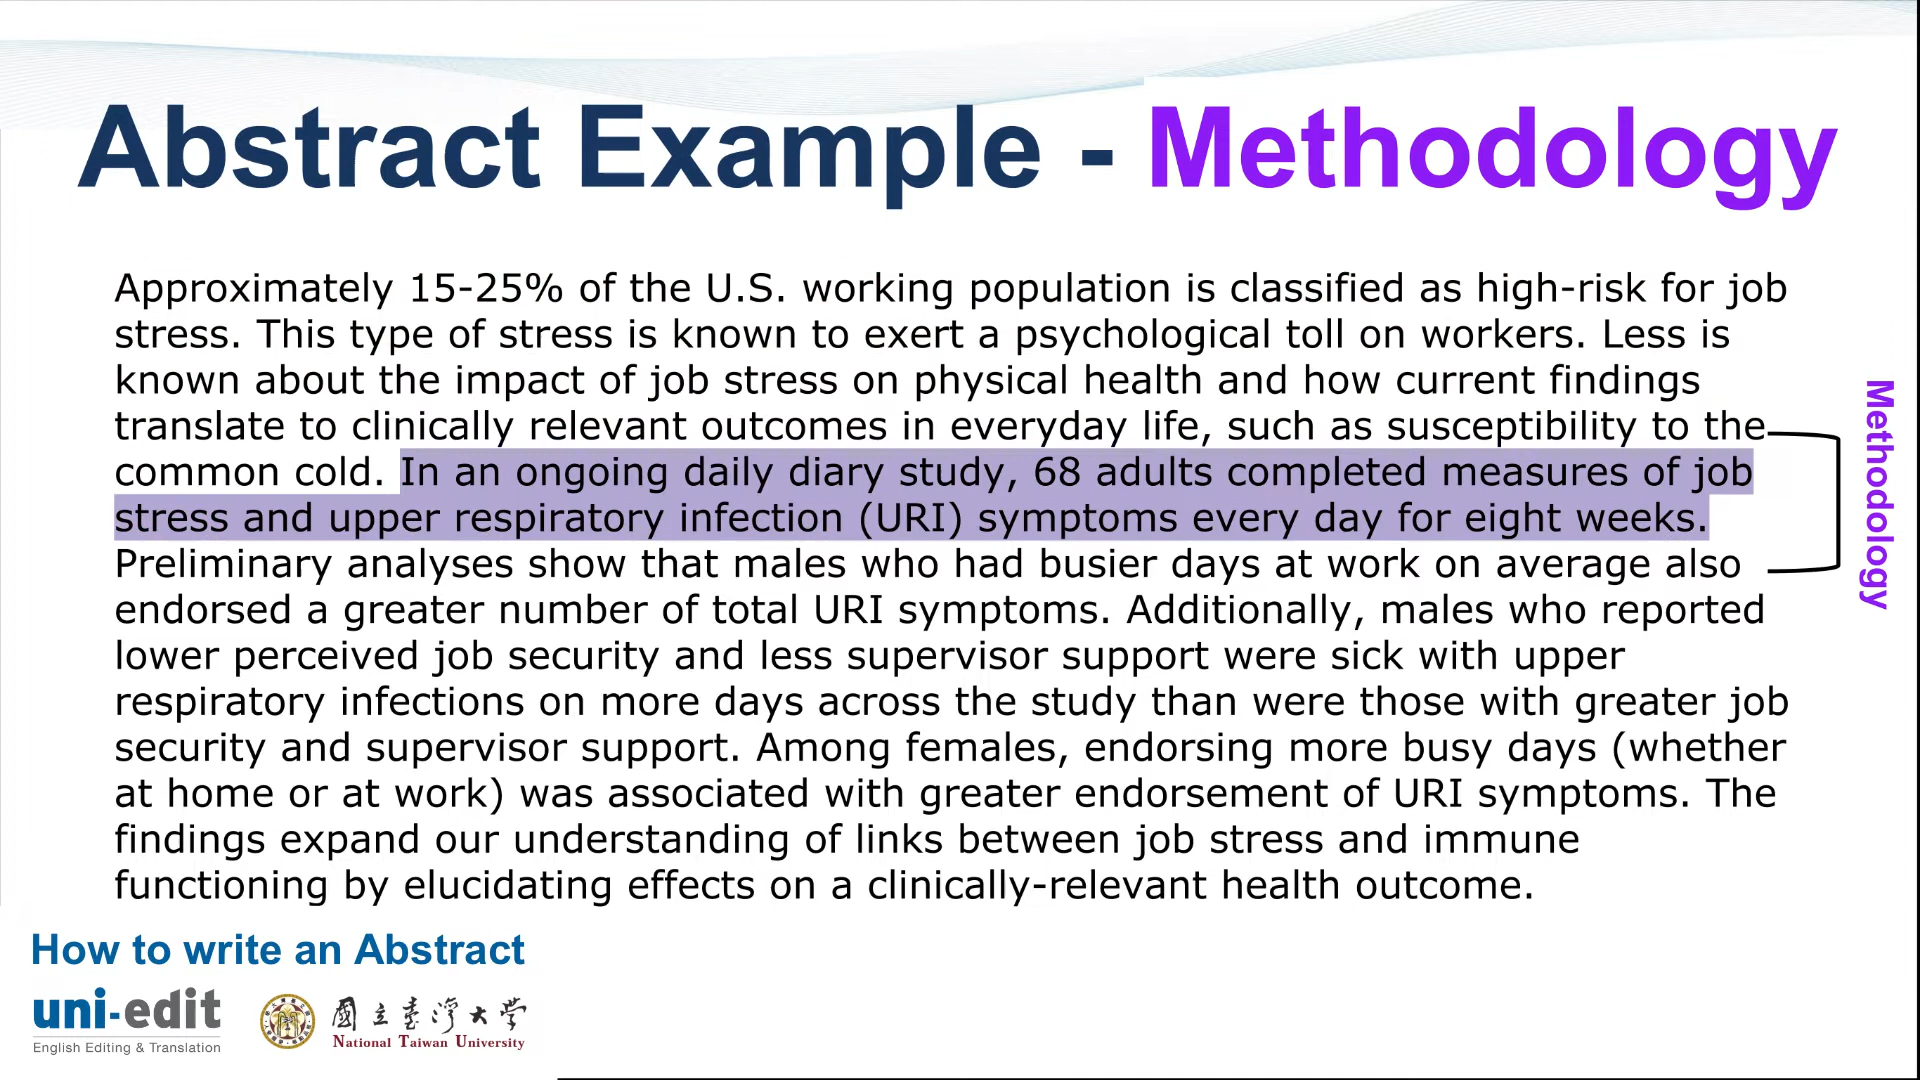 Abstract Example - Methodology
Approximately 15-25% of the U.S. working population is classified as high-risk for job
stress. This type of stress is known to exert a psychological toll on workers. Less is
known about the impact of job stress on physical health and how current findings
translate to clinically relevant outcomes in everyday life, such as susceptibility to the
common cold. In an ongoing daily diary study, 68 adults completed measures of job
stress and upper respiratory infection (URI) symptoms every day for eight weeks.
Preliminary analyses show that males who had busier days at work on average also
endorsed a greater number of total URI symptoms. Additionally, males who reported
lower perceived job security and less supervisor support were sick with upper
respiratory infections on more days across the study than were those with greater job
security and supervisor support. Among females, endorsing more busy days (whether
at home or at work) was associated with greater endorsement of URI symptoms. The
findings expand our understanding of links between job stress and immune
functioning by elucidating effects on a clinically-relevant health outcome.
Methodology
How to write an Abstract
uni-edit
English Editing & Translation
國立臺灣大學
National Taiwan University